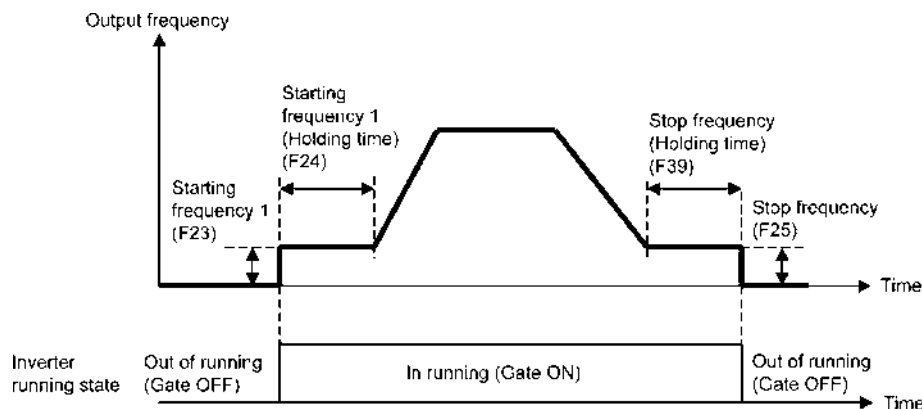 Output frequency
Starting
frequency 1
(Holding time)
(F24)
Stop frequency
(Holding time)
(F39)
Starting
frequency 1
(F23)
Stop frequency
(F25)
Time
Inverter
running state
Out of running
(Gate OFF)
In running (Gate ON)
Out of running
(Gate OFF)
Time